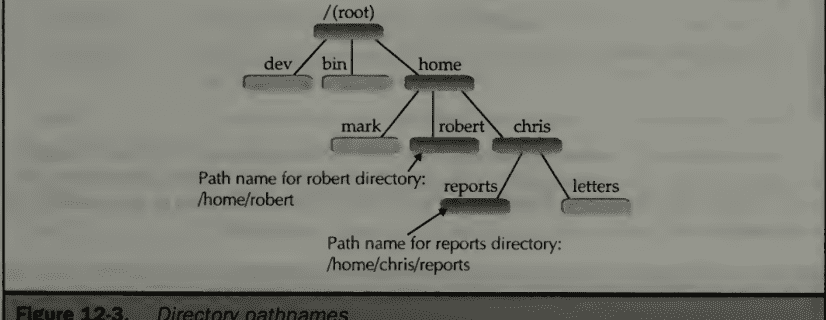 /(root)
dev bin home
mark robert chris
Path name for robert directory:
/home/robert
reports letters
Path name for reports directory:
/home/chris/reports
Figure 12-3. Directory pathnames